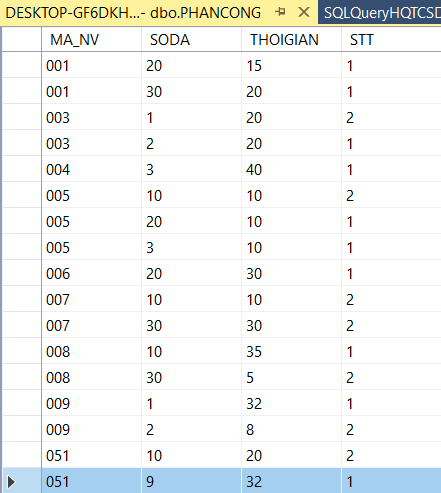 DESKTOP-GF6DKH...- dbo.PHANCONG SQLQueryHQTCSD
MA_NV SODA THOIGIAN STT
001 20 15 1
001 30 20 1
003 1 20 2
003 2 20 1
004 3 40 1
005 10 10 2
005 20 10 1
005 3 10 1
006 20 30 1
007 10 10 2
007 30 30 2
008 10 35 1
008 30 5 2
009 1 32 1
009 2 8 2
051 10 20 2
051 9 32 1